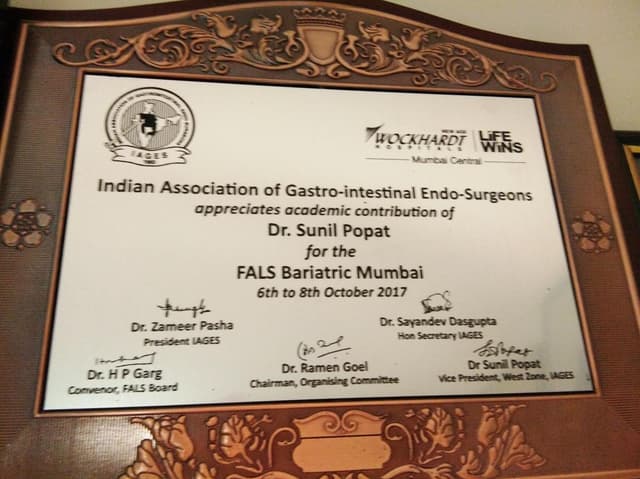 IAGES
NEW AGE
WOCKHARDT
HOSPITALS
LIFE
WINS
Mumbai Central
Indian Association of Gastro-intestinal Endo-Surgeons
appreciates academic contribution of
Dr. Sunil Popat
for the
FALS Bariatric Mumbai
6th to 8th October 2017
Dr. Zameer Pasha
President IAGES
Dr. Sayandev Dasgupta
Hon Secretary IAGES
Dr. H P Garg
Convenor, FALS Board
Dr. Ramen Goel
Chairman, Organising Committee
Dr Sunil Popat
Vice President, West Zone, IAGES